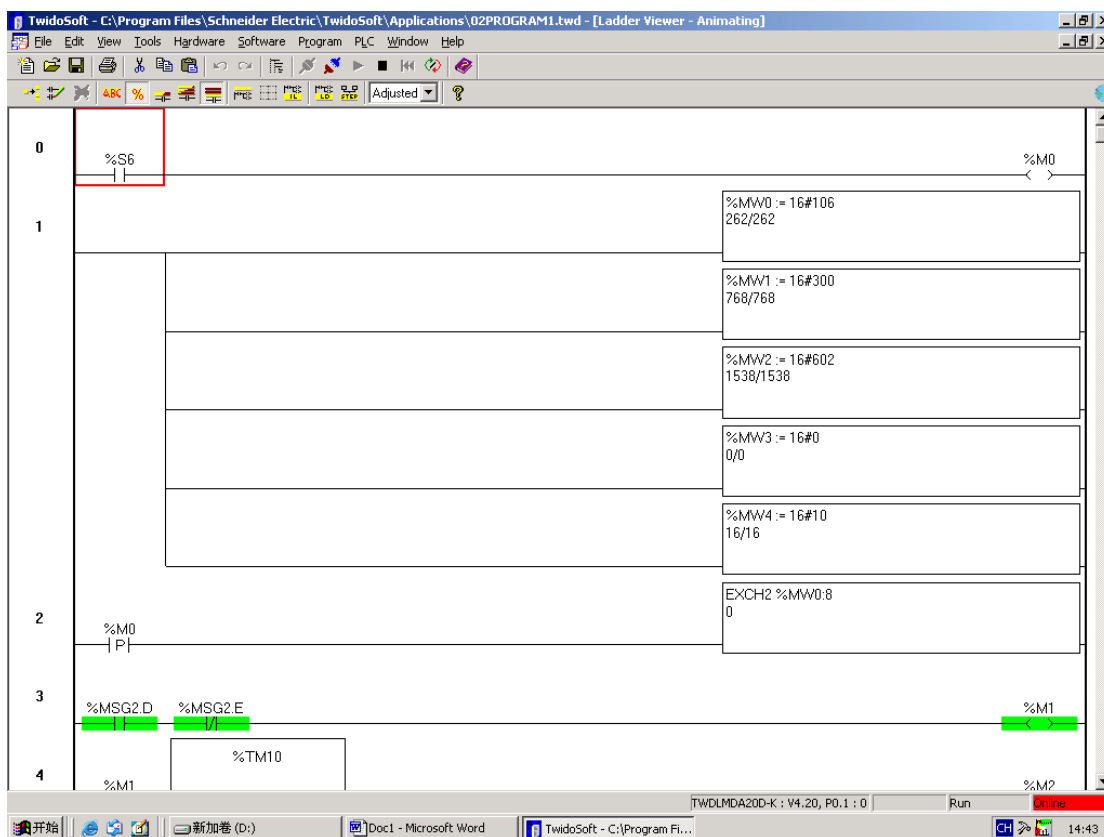 TwidoSoft - C:\Program Files\Schneider Electric\TwidoSoft\Applications\02PROGRAM1.twd - [Ladder Viewer - Animating]
File Edit View Tools Hardware Software Program PLC Window Help
ABC % Adjusted ?
0
%S6 %M0
1
%MW0 := 16#106
262/262
%MW1 := 16#300
768/768
%MW2 := 16#602
1538/1538
%MW3 := 16#0
0/0
%MW4 := 16#10
16/16
EXCH2 %MW0:8
0
2
%M0
P
3
%MSG2.D %MSG2.E %M1
/
%TM10
4
%M1 %M2
TWDLMDA20D-K : V4.20, P0.1 : 0 Run Online
开始 新加卷 (D:) Doc1 - Microsoft Word TwidoSoft - C:\Program Fi... CH 14:43